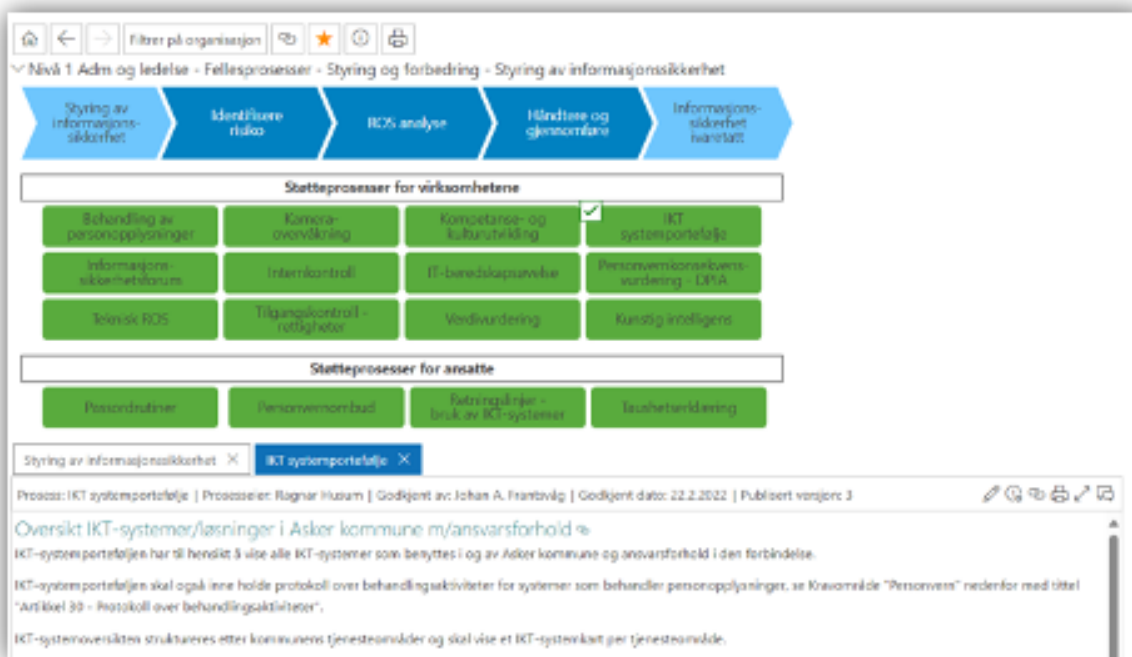 Filtrer på organisasjon
Nivå 1 Adm og ledelse - Fellesprosesser - Styring og forbedring - Styring av informasjonssikkerhet
Styring av
informasjons-
sikkerhet
Identifisere
risiko
ROS analyse
Håndtere og
gjennomføre
Informasjons-
sikkerhet
ivaretatt
Støtteprosesser for virksomhetene
Behandling av
personopplysninger
Kamera-
overvåkning
Kompetanse- og
kulturutvikling
IKT
systemportefølje
Informasjons-
sikkerhetsforum
Internkontroll
IT-beredskapsøvelse
Personvernkonsekvens-
vurdering - DPIA
Teknisk ROS
Tilgangskontroll -
rettigheter
Verdivurdering
Kunstig intelligens
Støtteprosesser for ansatte
Passordrutiner
Personvernombud
Retningslinjer -
bruk av IKT-systemer
Taushetserklæring
Styring av informasjonssikkerhet
IKT systemportefølje
Prosess: IKT systemportefølje | Prosesseier: Ragnar Husum | Godkjent av: Johan A. Frantsvåg | Godkjent dato: 22.2.2022 | Publisert versjon: 3
Oversikt IKT-systemer/løsninger i Asker kommune m/ansvarsforhold
IKT-systemporteføljen har til hensikt å vise alle IKT-systemer som benyttes i og av Asker kommune og ansvarsforhold i den forbindelse.
IKT-systemporteføljen skal også inne holde protokoll over behandlingsaktiviteter for systemer som behandler personopplysninger, se Kravområde "Personvern" nedenfor med tittel
"Artikkel 30 - Protokoll over behandlingsaktiviteter".
IKT-systemoversikten struktureres etter kommunens tjenesteområder og skal vise et IKT-systemkart per tjenesteområde.